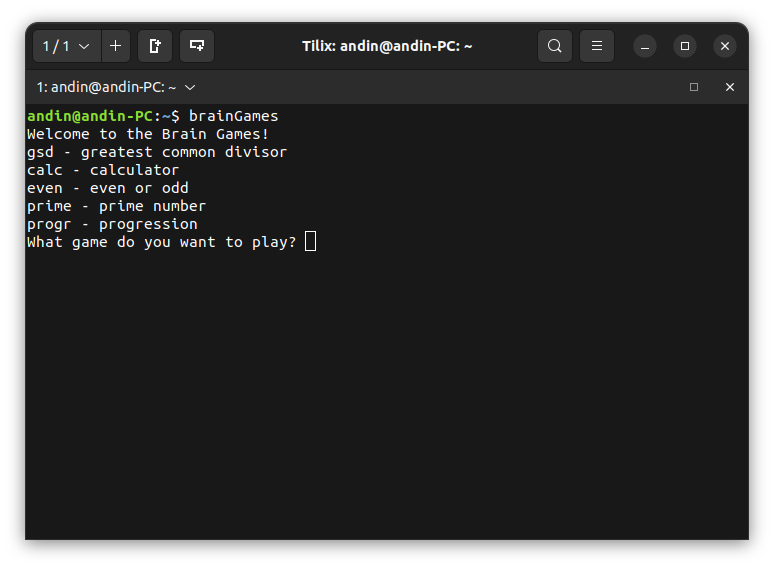 1 / 1
Tilix: andin@andin-PC: ~
1: andin@andin-PC: ~
andin@andin-PC:~$ brainGames
Welcome to the Brain Games!
gsd - greatest common divisor
calc - calculator
even - even or odd
prime - prime number
progr - progression
What game do you want to play?